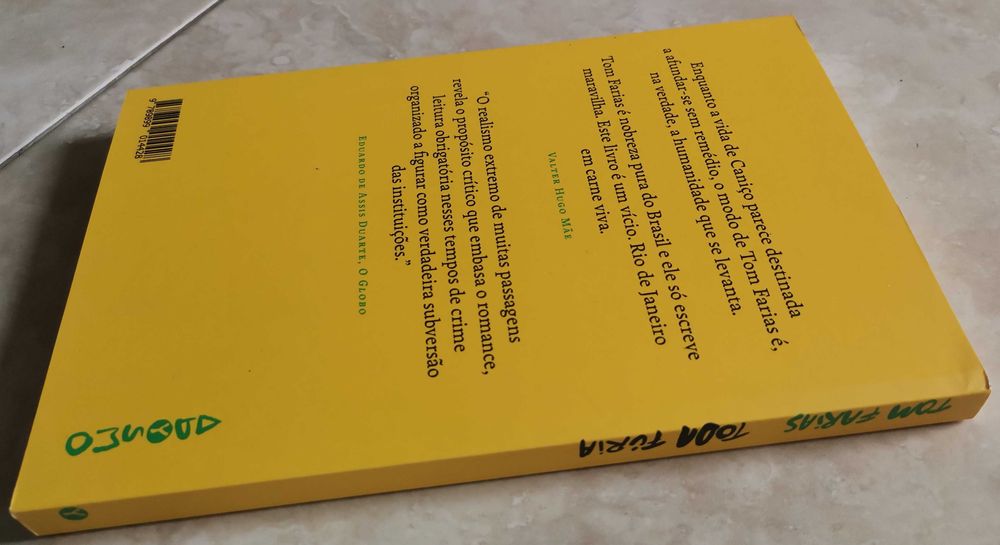 Enquanto a vida de Caniço parece destinada
a afundar-se sem remédio, o modo de Tom Farias é,
na verdade, a humanidade que se levanta.
Tom Farias é nobreza pura do Brasil e ele só escreve
maravilha. Este livro é um vício. Rio de Janeiro
em carne viva.
Valter Hugo Mãe
“O realismo extremo de muitas passagens
revela o propósito crítico que embasa o romance,
leitura obrigatória nesses tempos de crime
organizado a figurar como verdadeira subversão
das instituições.”
Eduardo de Assis Duarte, O Globo
TOM FARIAS
TODA FÚRIA